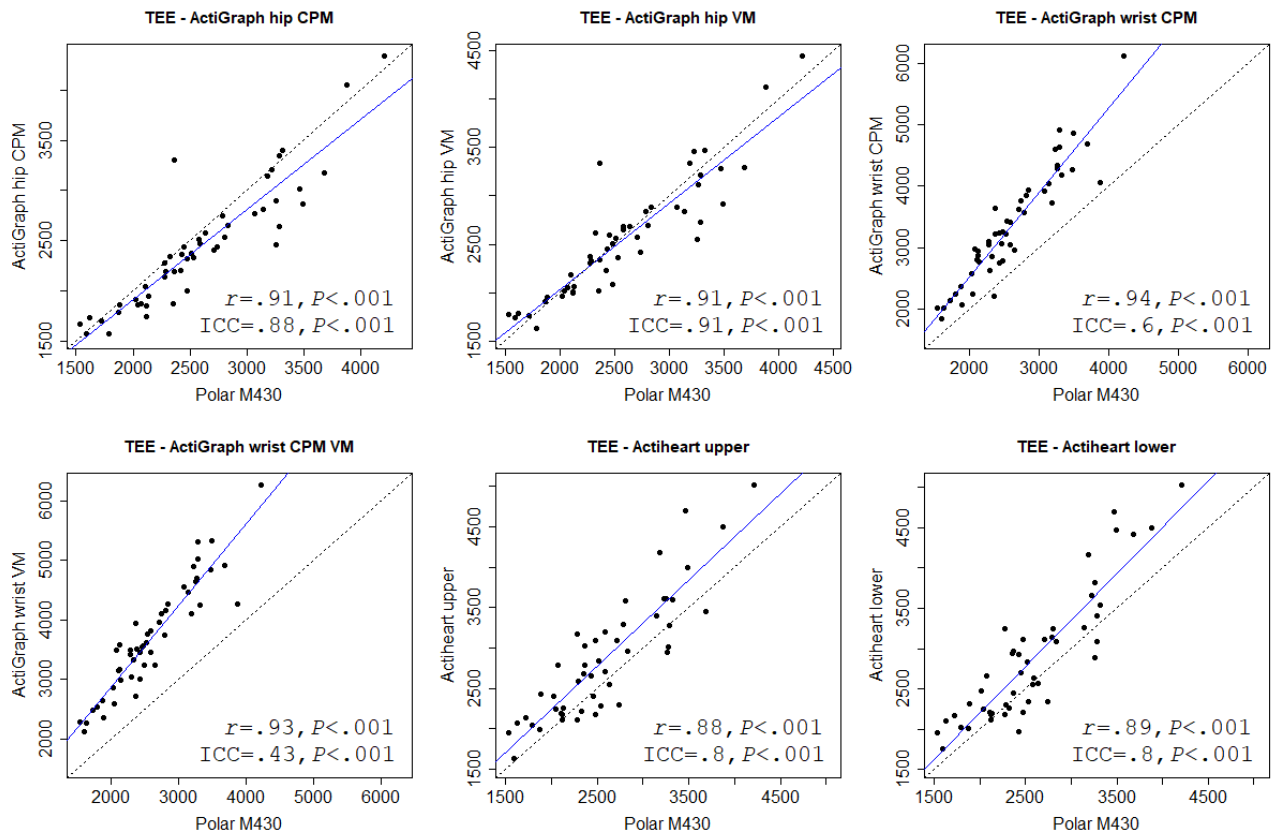 TEE - ActiGraph hip CPM
ActiGraph hip CPM
3500
2500
1500
r=.91, P<.001
ICC=.88, P<.001
1500 2000 2500 3000 3500 4000
Polar M430
TEE - ActiGraph hip VM
ActiGraph hip VM
4500
3500
2500
1500
r=.91, P<.001
ICC=.91, P<.001
1500 2000 2500 3000 3500 4000 4500
Polar M430
TEE - ActiGraph wrist CPM
ActiGraph wrist CPM
6000
5000
4000
3000
2000
r=.94, P<.001
ICC=.6, P<.001
2000 3000 4000 5000 6000
Polar M430
TEE - ActiGraph wrist CPM VM
ActiGraph wrist VM
6000
5000
4000
3000
2000
r=.93, P<.001
ICC=.43, P<.001
2000 3000 4000 5000 6000
Polar M430
TEE - Actiheart upper
Actiheart upper
4500
3500
2500
1500
r=.88, P<.001
ICC=.8, P<.001
1500 2500 3500 4500
Polar M430
TEE - Actiheart lower
Actiheart lower
4500
3500
2500
1500
r=.89, P<.001
ICC=.8, P<.001
1500 2500 3500 4500
Polar M430